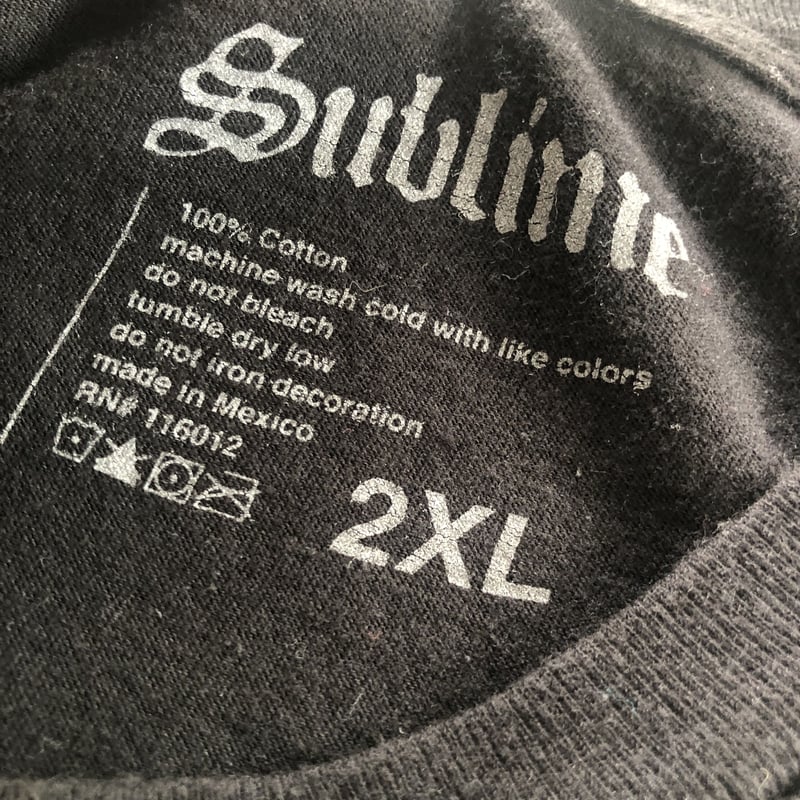 Sublime
100% Cotton
machine wash cold with like colors
do not bleach
tumble dry low
do not iron decoration
made in Mexico
RN# 116012
2XL